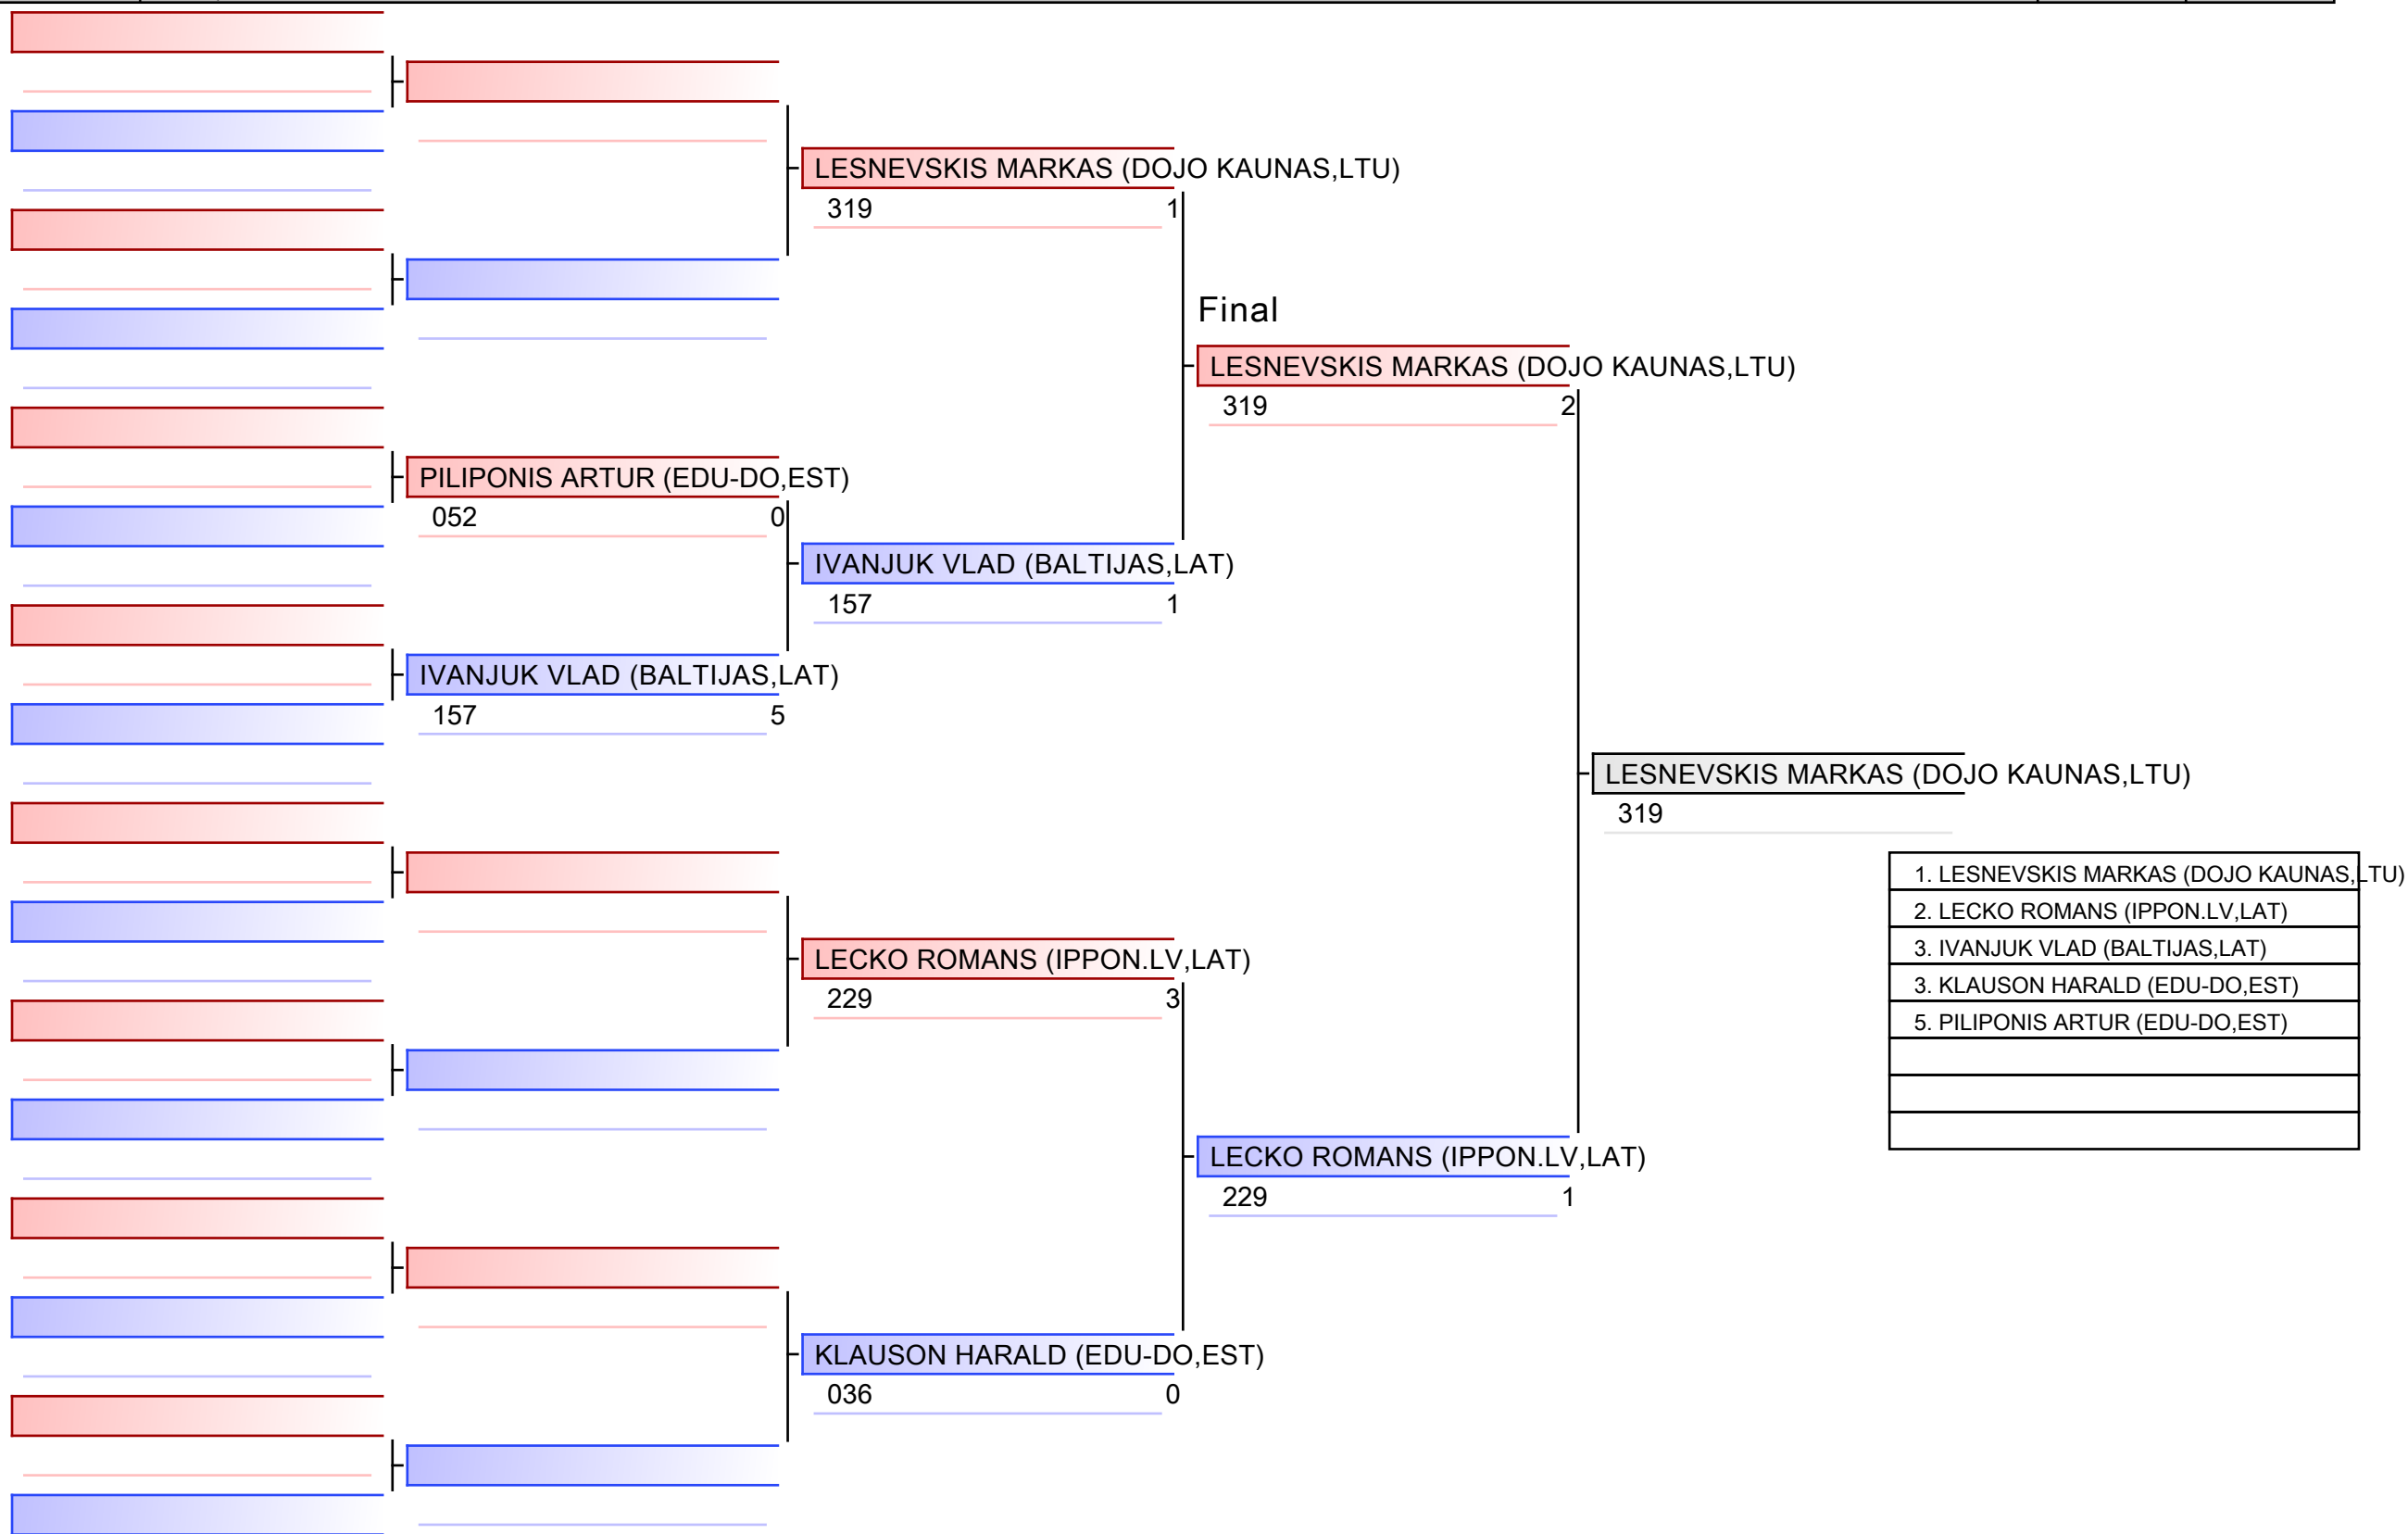 LESNEVSKIS MARKAS (DOJO KAUNAS,LTU)
319 1
Final
LESNEVSKIS MARKAS (DOJO KAUNAS,LTU)
319 2
PILIPONIS ARTUR (EDU-DO,EST)
052 0
IVANJUK VLAD (BALTIJAS,LAT)
157 1
IVANJUK VLAD (BALTIJAS,LAT)
157 5
LESNEVSKIS MARKAS (DOJO KAUNAS,LTU)
319
1. LESNEVSKIS MARKAS (DOJO KAUNAS,LTU)
2. LECKO ROMANS (IPPON.LV,LAT)
3. IVANJUK VLAD (BALTIJAS,LAT)
3. KLAUSON HARALD (EDU-DO,EST)
5. PILIPONIS ARTUR (EDU-DO,EST)
LECKO ROMANS (IPPON.LV,LAT)
229 3
LECKO ROMANS (IPPON.LV,LAT)
229 1
KLAUSON HARALD (EDU-DO,EST)
036 0